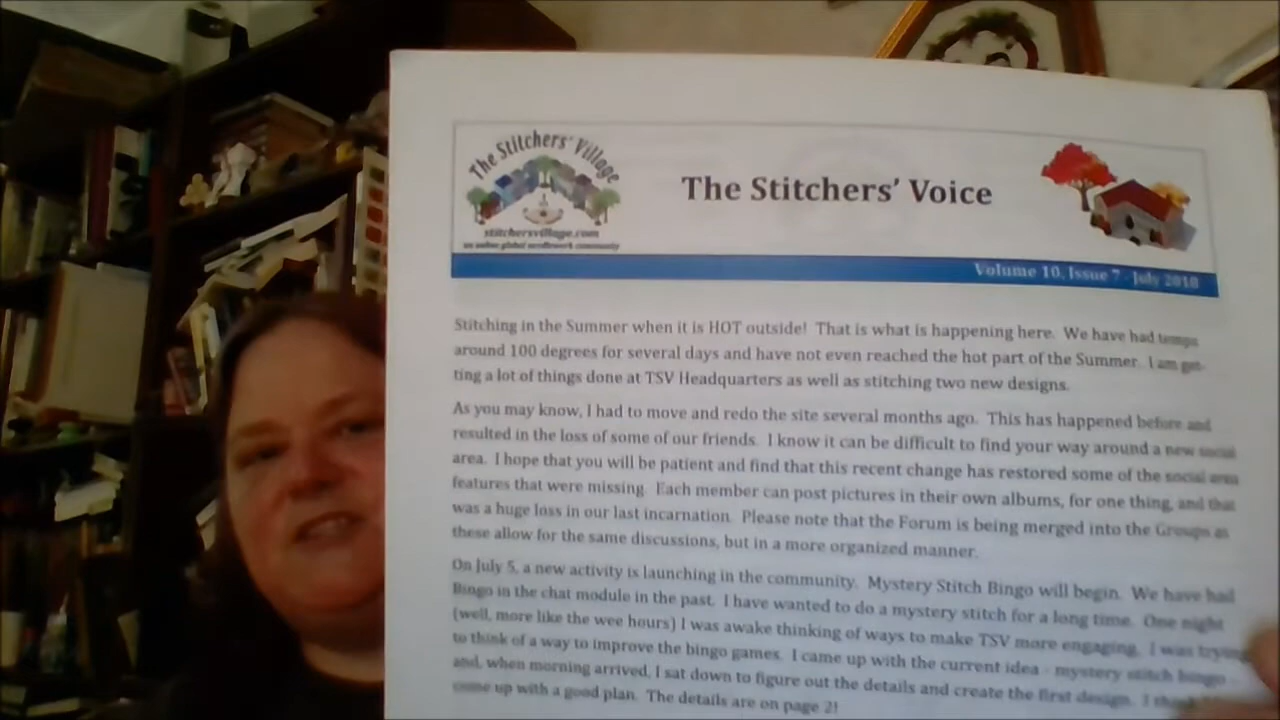 The Stitchers' Village
stitchersvillage.com
an online global needlework community
The Stitchers' Voice
Volume 10, Issue 7 - July 2018
Stitching in the Summer when it is HOT outside! That is what is happening here. We have had temps
around 100 degrees for several days and have not even reached the hot part of the Summer. I am get-
ting a lot of things done at TSV Headquarters as well as stitching two new designs.
As you may know, I had to move and redo the site several months ago. This has happened before and
resulted in the loss of some of our friends. I know it can be difficult to find your way around a new social
area. I hope that you will be patient and find that this recent change has restored some of the social area
features that were missing. Each member can post pictures in their own albums, for one thing, and that
was a huge loss in our last incarnation. Please note that the Forum is being merged into the Groups as
these allow for the same discussions, but in a more organized manner.
On July 5, a new activity is launching in the community. Mystery Stitch Bingo will begin. We have had
Bingo in the chat module in the past. I have wanted to do a mystery stitch for a long time. One night
(well, more like the wee hours) I was awake thinking of ways to make TSV more engaging. I was trying
to think of a way to improve the bingo games. I came up with the current idea - mystery stitch bingo
and, when morning arrived, I sat down to figure out the details and create the first design. I
come up with a good plan. The details are on page 2!